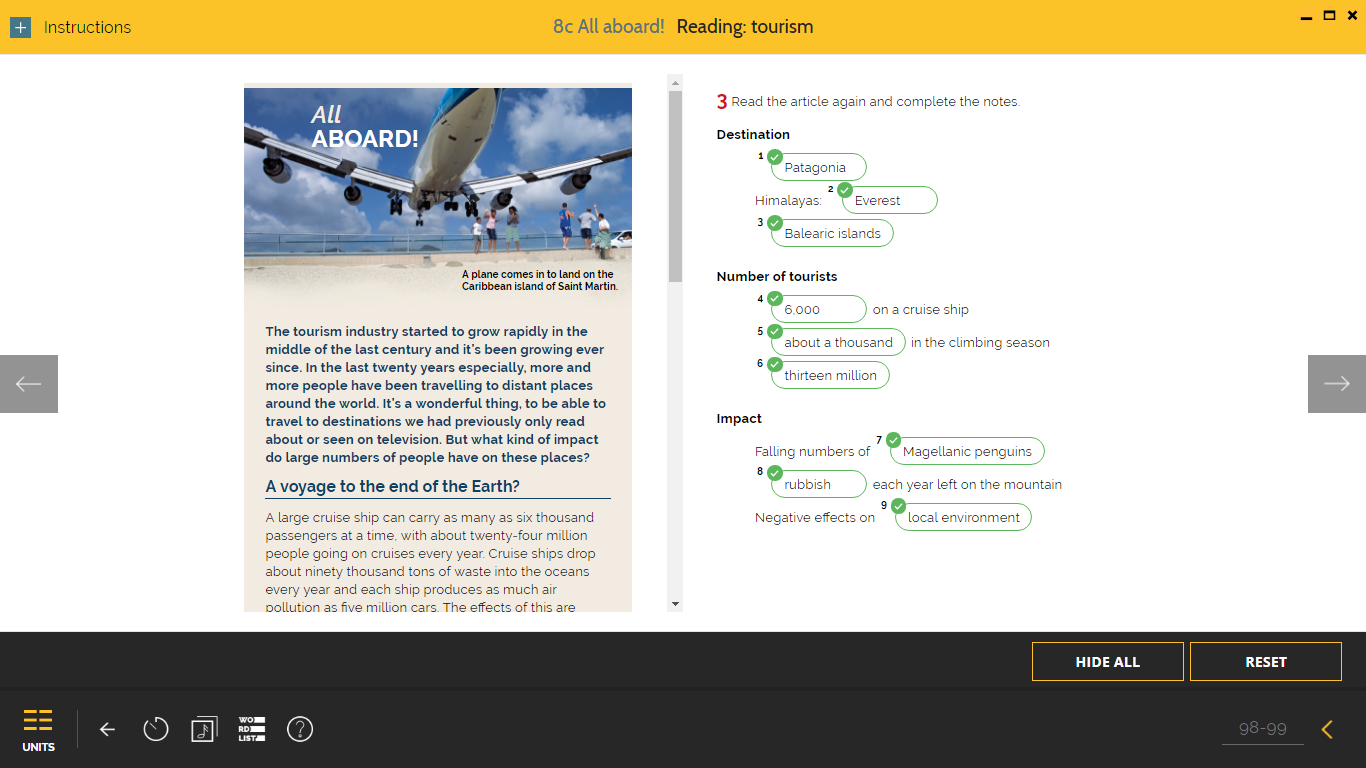 Instructions
8c All aboard! Reading: tourism
All
ABOARD!
A plane comes in to land on the
Caribbean island of Saint Martin.
The tourism industry started to grow rapidly in the
middle of the last century and it's been growing ever
since. In the last twenty years especially, more and
more people have been travelling to distant places
around the world. It's a wonderful thing, to be able to
travel to destinations we had previously only read
about or seen on television. But what kind of impact
do large numbers of people have on these places?
A voyage to the end of the Earth?
A large cruise ship can carry as many as six thousand
passengers at a time, with about twenty-four million
people going on cruises every year. Cruise ships drop
about ninety thousand tons of waste into the oceans
every year and each ship produces as much air
pollution as five million cars. The effects of this are
3 Read the article again and complete the notes.
Destination
1 Patagonia
Himalayas: 2 Everest
3 Balearic islands
Number of tourists
4 6,000 on a cruise ship
5 about a thousand in the climbing season
6 thirteen million
Impact
Falling numbers of 7 Magellanic penguins
8 rubbish each year left on the mountain
Negative effects on 9 local environment
HIDE ALL RESET
UNITS
WO
RD
LIST
?
98-99